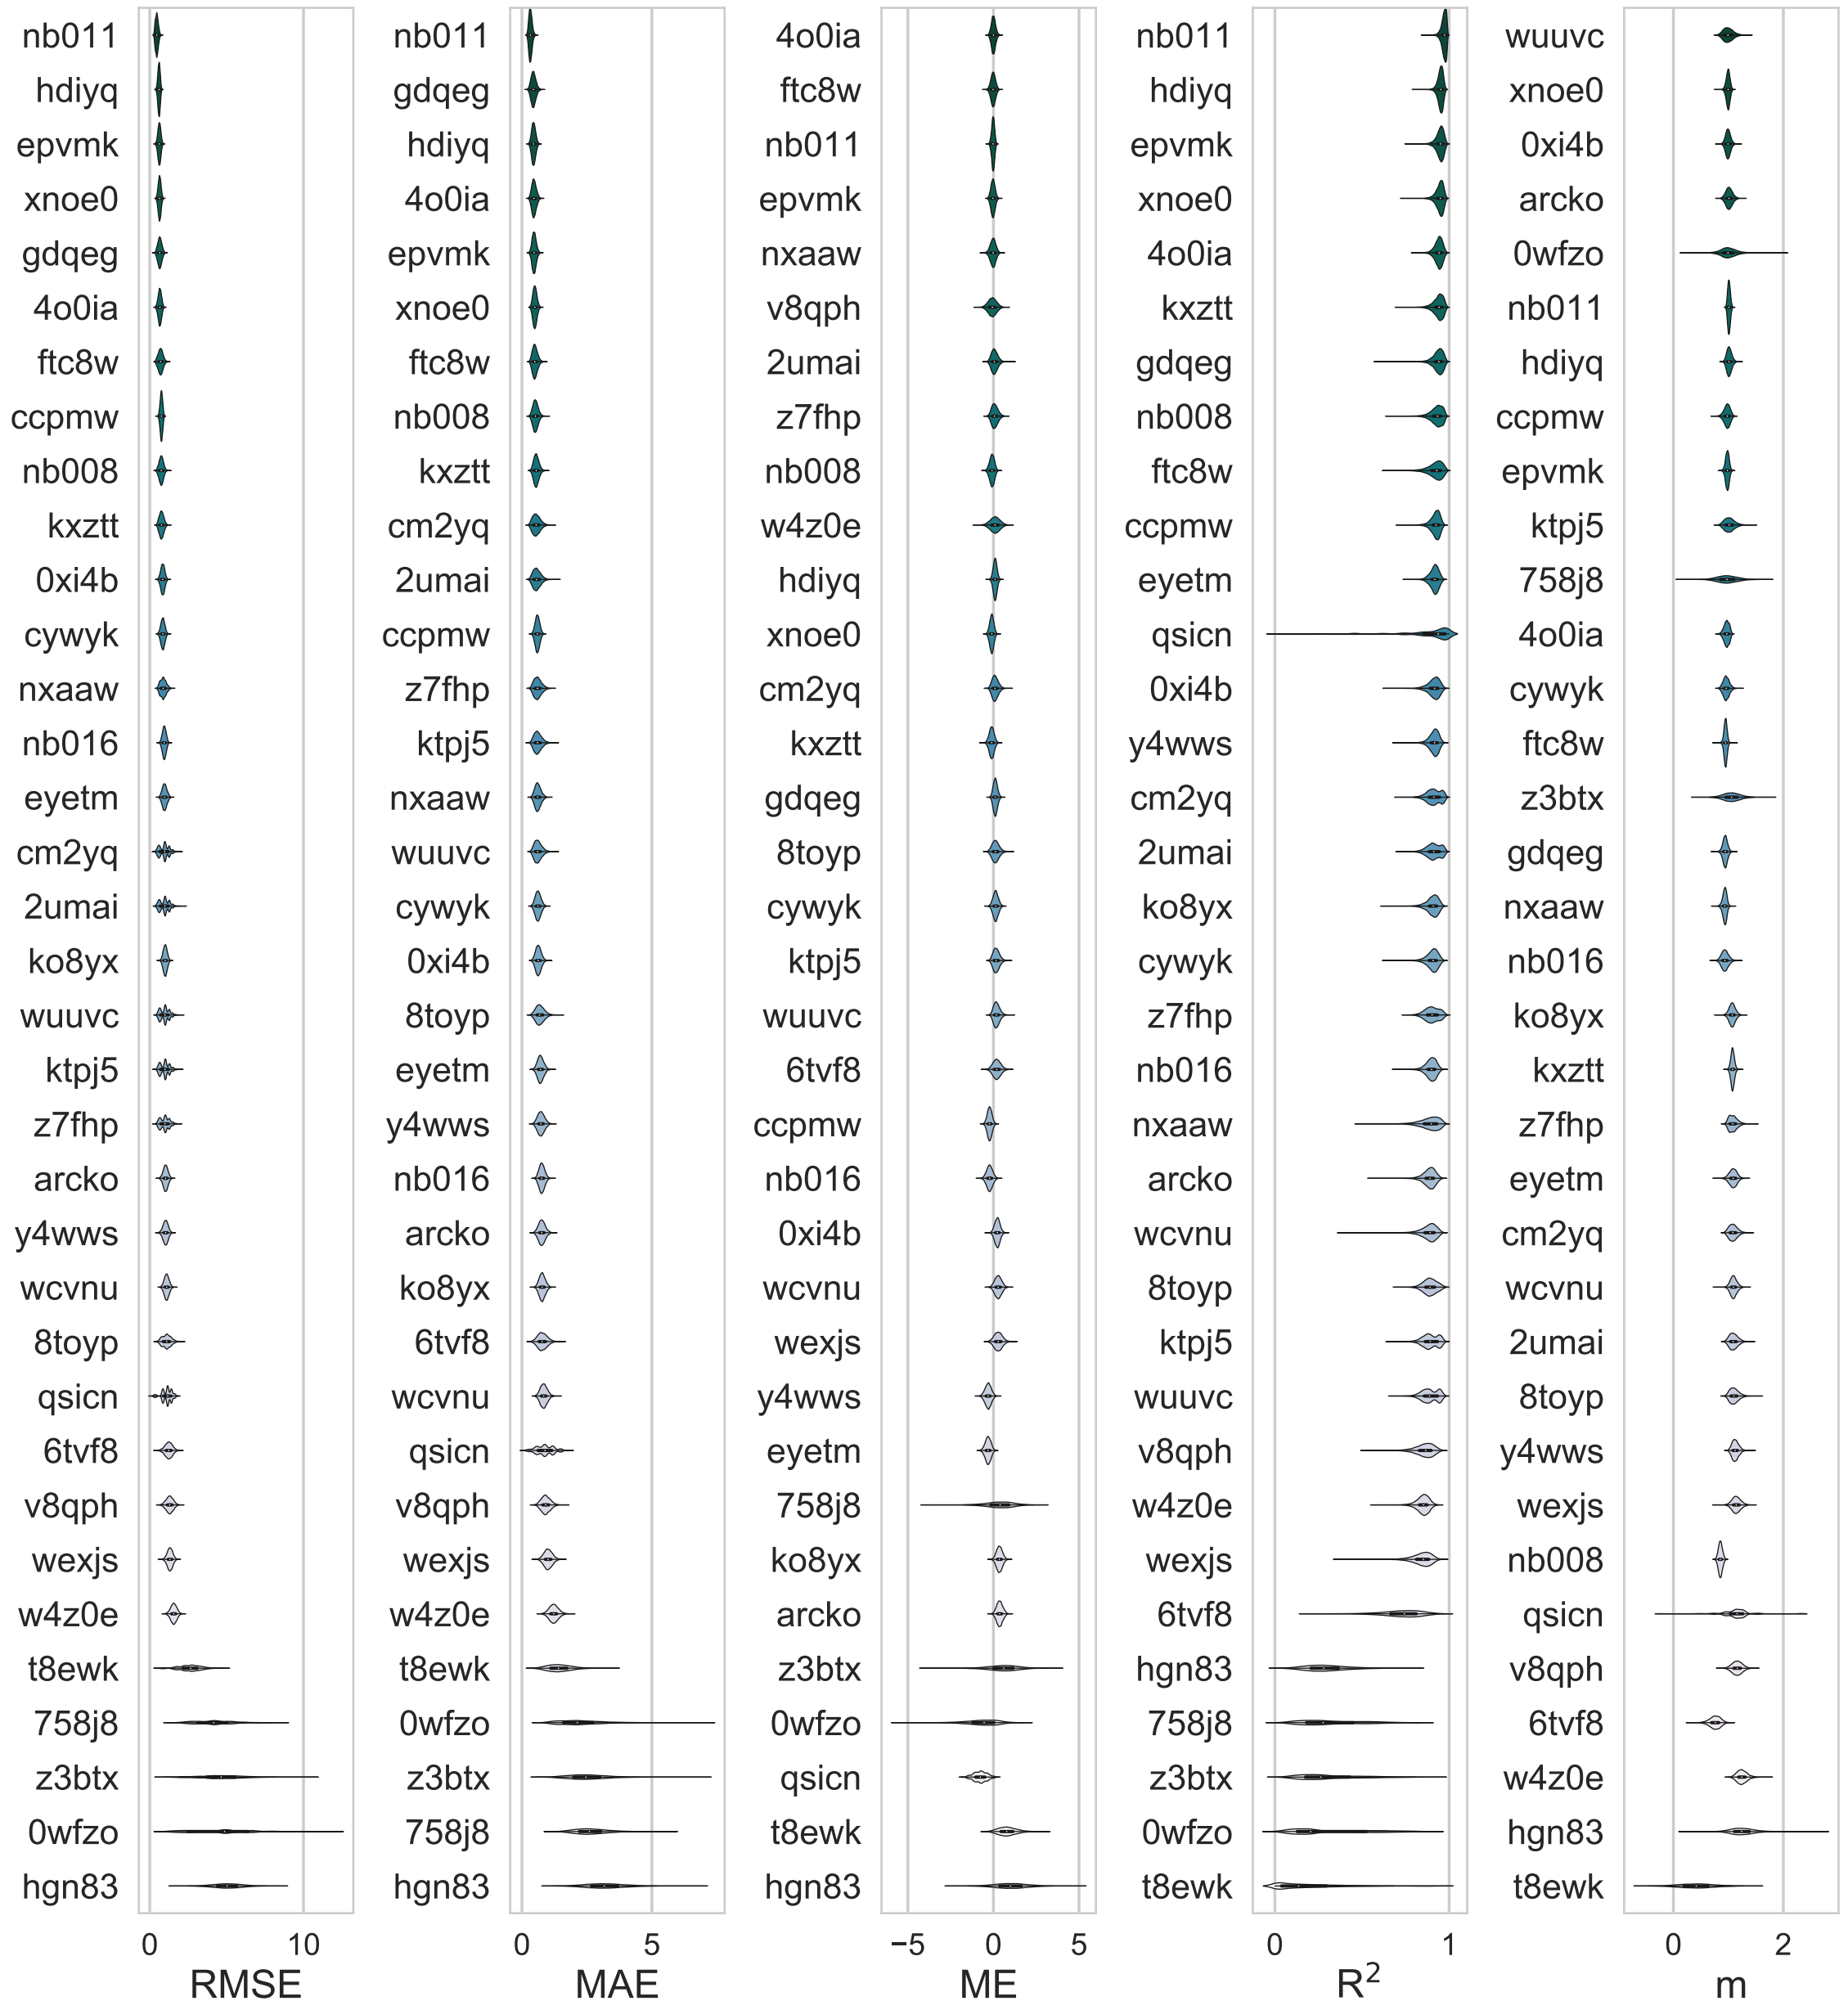 nb011 nb011 4o0ia nb011 wuuvc
hdiyq gdqeg ftc8w hdiyq xnoe0
epvmk hdiyq nb011 epvmk 0xi4b
xnoe0 4o0ia epvmk xnoe0 arcko
gdqeg epvmk nxaaw 4o0ia 0wfzo
4o0ia xnoe0 v8qph kxztt nb011
ftc8w ftc8w 2umai gdqeg hdiyq
ccpmw nb008 z7fhp nb008 ccpmw
nb008 kxztt nb008 ftc8w epvmk
kxztt cm2yq w4z0e ccpmw ktpj5
0xi4b 2umai hdiyq eyetm 758j8
cywyk ccpmw xnoe0 qsicn 4o0ia
nxaaw z7fhp cm2yq 0xi4b cywyk
nb016 ktpj5 kxztt y4wws ftc8w
eyetm nxaaw gdqeg cm2yq z3btx
cm2yq wuuvc 8toyp 2umai gdqeg
2umai cywyk cywyk ko8yx nxaaw
ko8yx 0xi4b ktpj5 cywyk nb016
wuuvc 8toyp wuuvc z7fhp ko8yx
ktpj5 eyetm 6tvf8 nb016 kxztt
z7fhp y4wws ccpmw nxaaw z7fhp
arcko nb016 nb016 arcko eyetm
y4wws arcko 0xi4b wcvnu cm2yq
wcvnu ko8yx wcvnu 8toyp wcvnu
8toyp 6tvf8 wexjs ktpj5 2umai
qsicn wcvnu y4wws wuuvc 8toyp
6tvf8 qsicn eyetm v8qph y4wws
v8qph v8qph 758j8 w4z0e wexjs
wexjs wexjs ko8yx wexjs nb008
w4z0e w4z0e arcko 6tvf8 qsicn
t8ewk t8ewk z3btx hgn83 v8qph
758j8 0wfzo 0wfzo 758j8 6tvf8
z3btx z3btx qsicn z3btx w4z0e
0wfzo 758j8 t8ewk 0wfzo hgn83
hgn83 hgn83 hgn83 t8ewk t8ewk
0 10 0 5 −5 0 5 0 1 0 2
RMSE MAE ME R² m